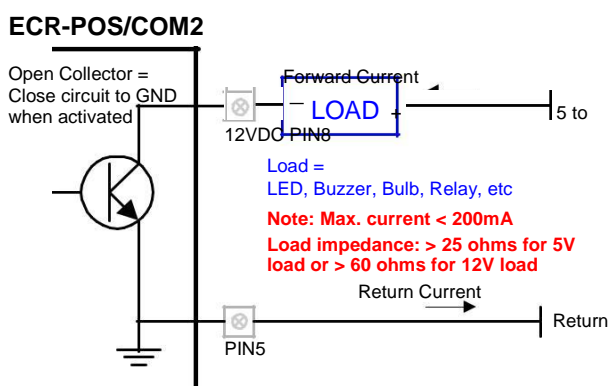 ECR-POS/COM2
Open Collector =
Close circuit to GND
when activated
Forward Current
− LOAD +
5 to
12VDC PIN8
Load =
LED, Buzzer, Bulb, Relay, etc
Note: Max. current < 200mA
Load impedance: > 25 ohms for 5V
load or > 60 ohms for 12V load
Return Current
Return
PIN5